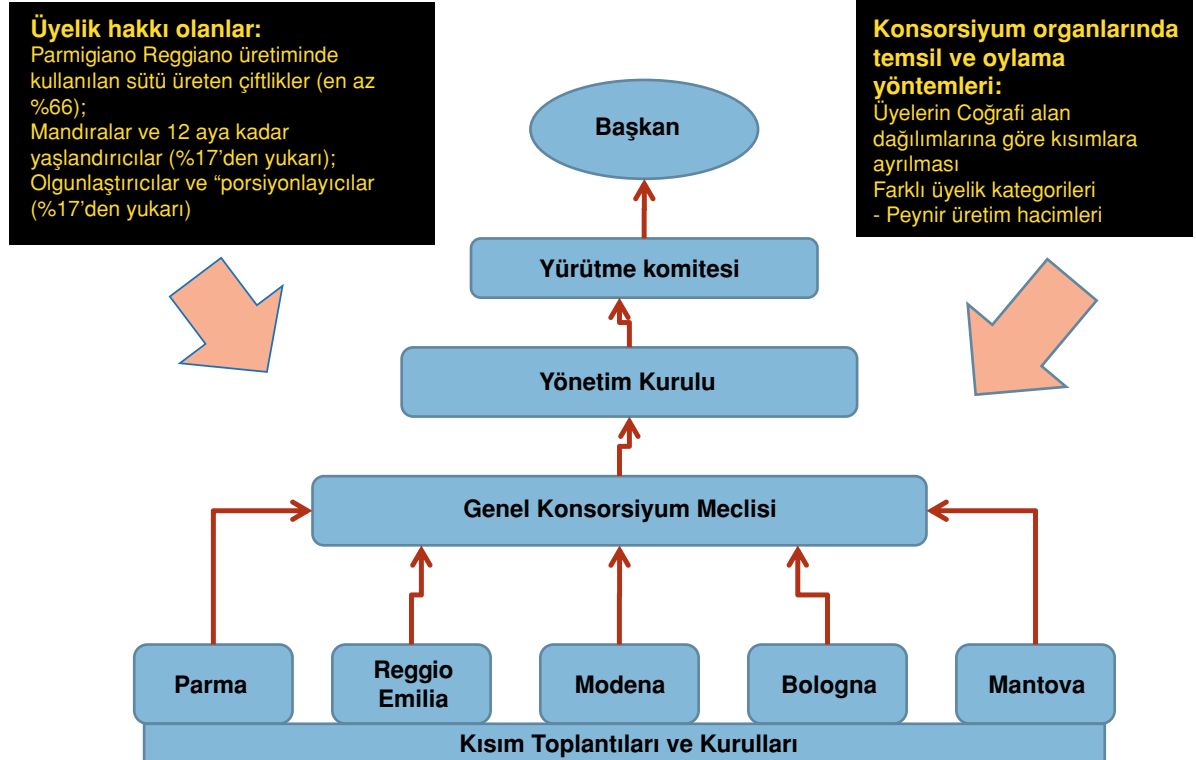 Üyelik hakkı olanlar:
Parmigiano Reggiano üretiminde
kullanılan sütü üreten çiftlikler (en az
%66);
Mandıralar ve 12 aya kadar
yaşlandırıcılar (%17’den yukarı);
Olgunlaştırıcılar ve “porsiyonlayıcılar
(%17’den yukarı)
Konsorsiyum organlarında
temsil ve oylama
yöntemleri:
Üyelerin Coğrafi alan
dağılımlarına göre kısımlara
ayrılması
Farklı üyelik kategorileri
- Peynir üretim hacimleri
Başkan
Yürütme komitesi
Yönetim Kurulu
Genel Konsorsiyum Meclisi
Parma
Reggio
Emilia
Modena
Bologna
Mantova
Kısım Toplantıları ve Kurulları